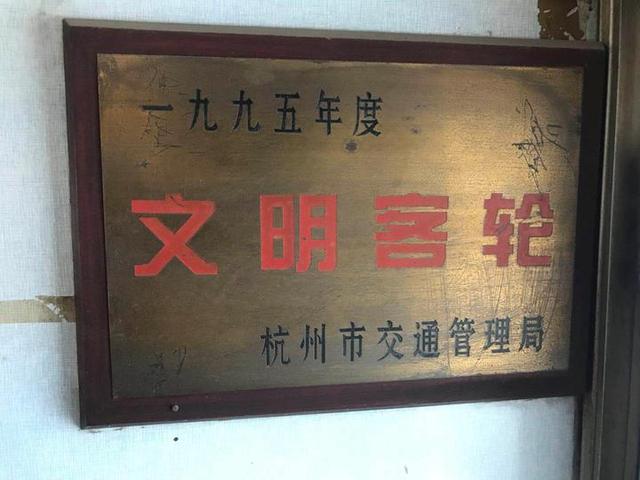 一九九五年度
文明客轮
杭州市交通管理局